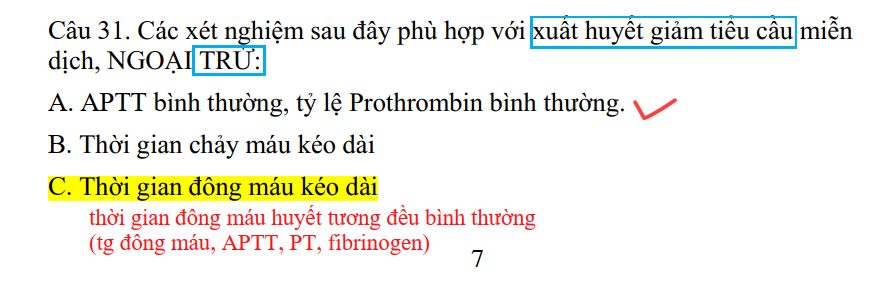 Câu 31. Các xét nghiệm sau đây phù hợp với xuất huyết giảm tiểu cầu miễn
dịch, NGOẠI TRỪ:
A. APTT bình thường, tỷ lệ Prothrombin bình thường.
B. Thời gian chảy máu kéo dài
C. Thời gian đông máu kéo dài
thời gian đông máu huyết tương đều bình thường
(tg đông máu, APTT, PT, fibrinogen)
7